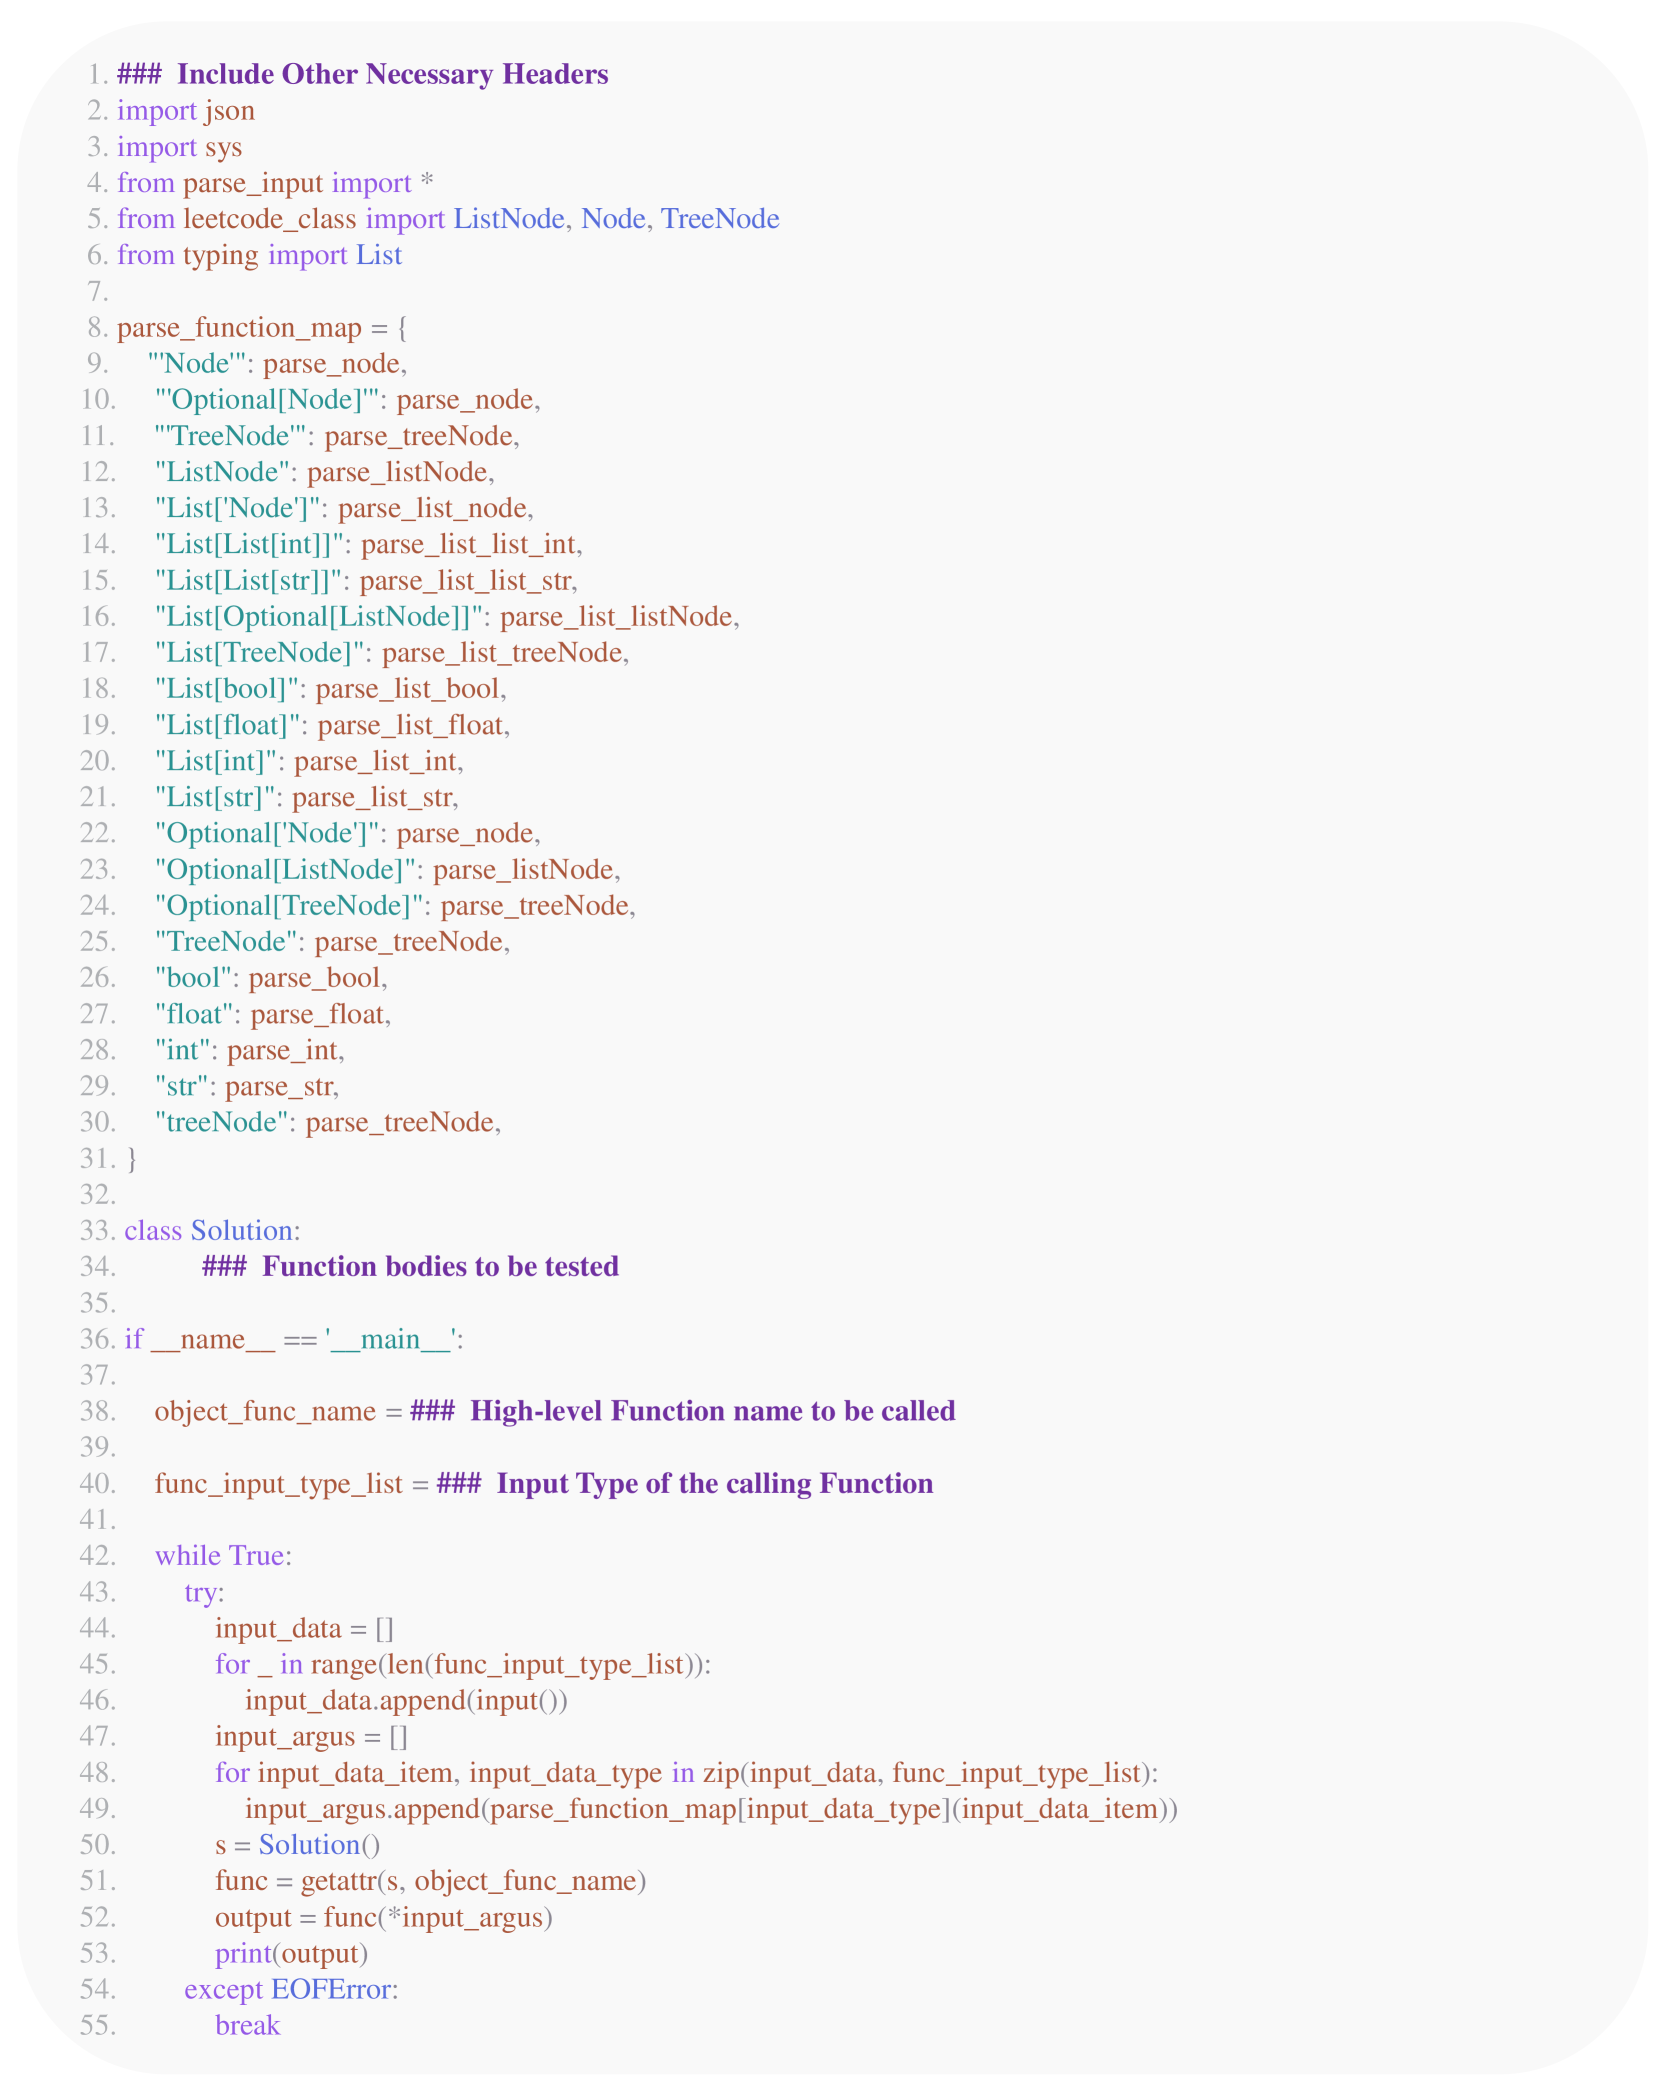 1. ### Include Other Necessary Headers
2. import json
3. import sys
4. from parse_input import *
5. from leetcode_class import ListNode, Node, TreeNode
6. from typing import List
7.
8. parse_function_map = {
9.     "'Node'": parse_node,
10.     "'Optional[Node]'": parse_node,
11.     "'TreeNode'": parse_treeNode,
12.     "ListNode": parse_listNode,
13.     "List['Node']": parse_list_node,
14.     "List[List[int]]": parse_list_list_int,
15.     "List[List[str]]": parse_list_list_str,
16.     "List[Optional[ListNode]]": parse_list_listNode,
17.     "List[TreeNode]": parse_list_treeNode,
18.     "List[bool]": parse_list_bool,
19.     "List[float]": parse_list_float,
20.     "List[int]": parse_list_int,
21.     "List[str]": parse_list_str,
22.     "Optional['Node']": parse_node,
23.     "Optional[ListNode]": parse_listNode,
24.     "Optional[TreeNode]": parse_treeNode,
25.     "TreeNode": parse_treeNode,
26.     "bool": parse_bool,
27.     "float": parse_float,
28.     "int": parse_int,
29.     "str": parse_str,
30.     "treeNode": parse_treeNode,
31. }
32.
33. class Solution:
34.           ### Function bodies to be tested
35.
36. if __name__ == '__main__':
37.
38.     object_func_name = ### High-level Function name to be called
39.
40.     func_input_type_list = ### Input Type of the calling Function
41.
42.     while True:
43.         try:
44.             input_data = []
45.             for _ in range(len(func_input_type_list)):
46.                 input_data.append(input())
47.             input_argus = []
48.             for input_data_item, input_data_type in zip(input_data, func_input_type_list):
49.                 input_argus.append(parse_function_map[input_data_type](input_data_item))
50.             s = Solution()
51.             func = getattr(s, object_func_name)
52.             output = func(*input_argus)
53.             print(output)
54.         except EOFError:
55.             break